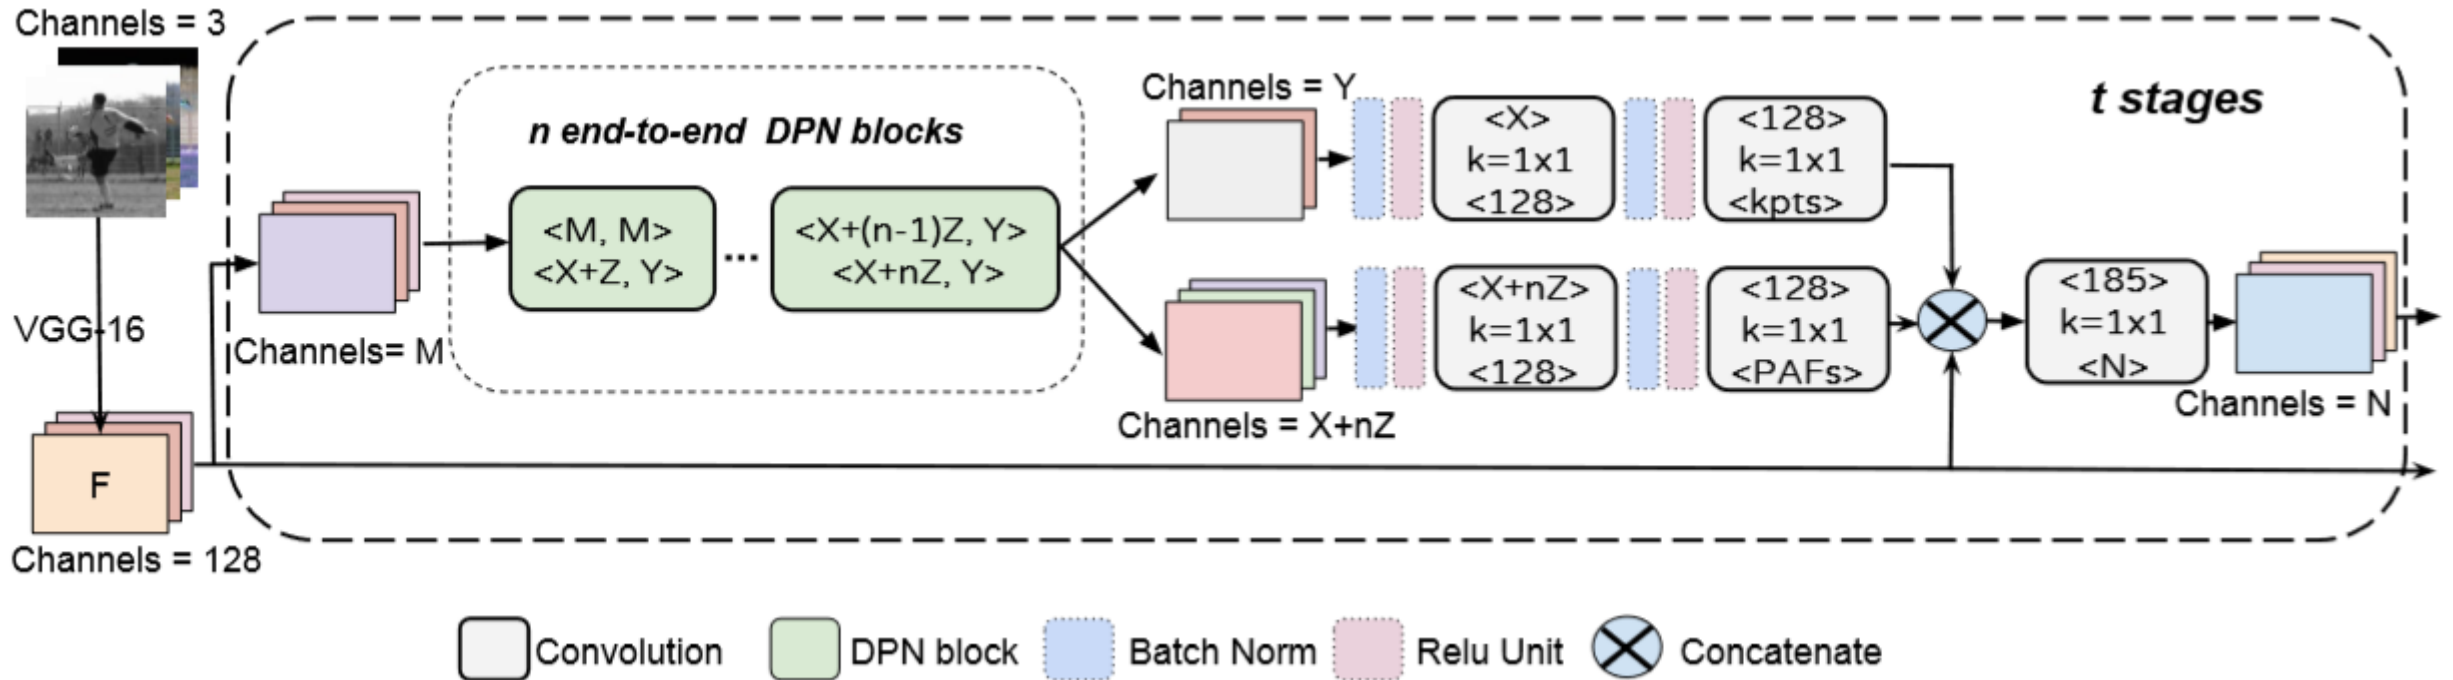 Channels = 3
VGG-16
F
Channels = 128
Channels= M
n end-to-end DPN blocks
<M, M>
<X+Z, Y>
...
<X+(n-1)Z, Y>
<X+nZ, Y>
Channels = Y
<X>
k=1x1
<128>
<128>
k=1x1
<kpts>
Channels = X+nZ
<X+nZ>
k=1x1
<128>
<128>
k=1x1
<PAFs>
t stages
<185>
k=1x1
<N>
Channels = N
Convolution
DPN block
Batch Norm
Relu Unit
Concatenate